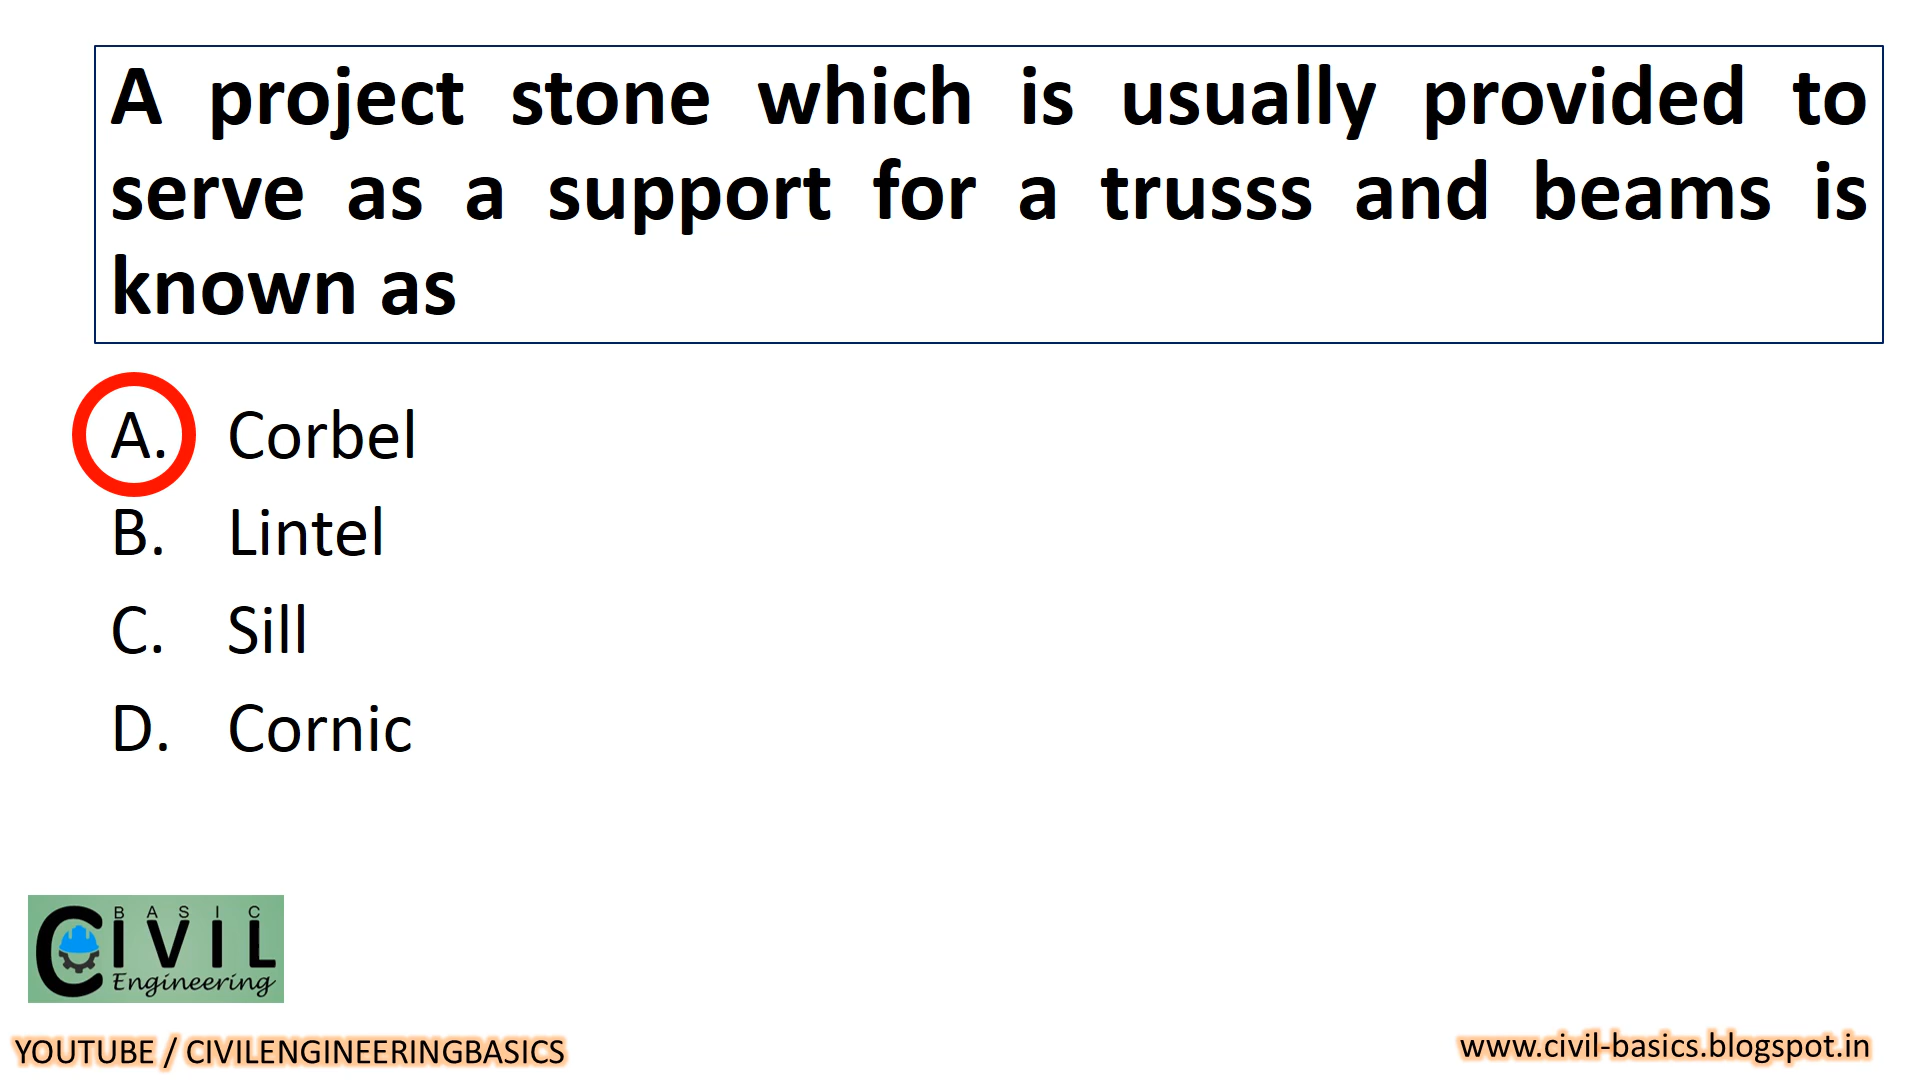 A project stone which is usually provided to
serve as a support for a trusss and beams is
known as
A. Corbel
B. Lintel
C. Sill
D. Cornic
BASIC
CIVIL
Engineering
YOUTUBE / CIVILENGINEERINGBASICS
www.civil-basics.blogspot.in